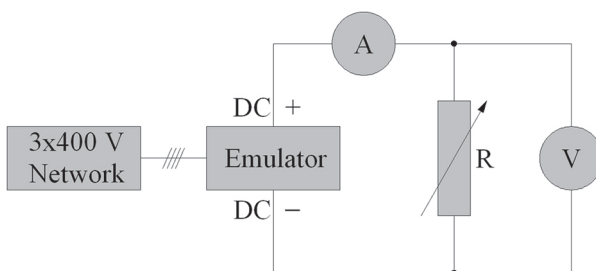 A
DC +
3x400 V
Network
Emulator
R
V
DC −